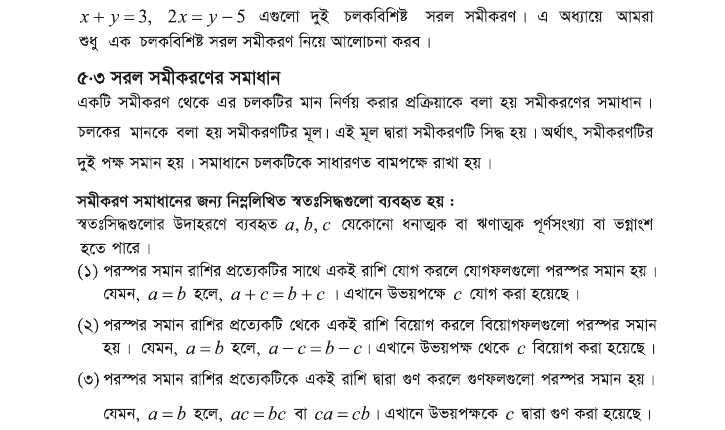 x + y = 3, 2x = y – 5 এগুলো দুই চলকবিশিষ্ট সরল সমীকরণ। এ অধ্যায়ে আমরা
শুধু এক চলকবিশিষ্ট সরল সমীকরণ নিয়ে আলোচনা করব।
৫·৩ সরল সমীকরণের সমাধান
একটি সমীকরণ থেকে এর চলকটির মান নির্ণয় করার প্রক্রিয়াকে বলা হয় সমীকরণের সমাধান।
চলকের মানকে বলা হয় সমীকরণটির মূল। এই মূল দ্বারা সমীকরণটি সিদ্ধ হয়। অর্থাৎ, সমীকরণটির
দুই পক্ষ সমান হয়। সমাধানে চলকটিকে সাধারণত বামপক্ষে রাখা হয়।
সমীকরণ সমাধানের জন্য নিম্নলিখিত স্বতঃসিদ্ধগুলো ব্যবহৃত হয় :
স্বতঃসিদ্ধগুলোর উদাহরণে ব্যবহৃত a, b, c যেকোনো ধনাত্মক বা ঋণাত্মক পূর্ণসংখ্যা বা ভগ্নাংশ
হতে পারে।
(১) পরস্পর সমান রাশির প্রত্যেকটির সাথে একই রাশি যোগ করলে যোগফলগুলো পরস্পর সমান হয়।
যেমন, a = b হলে, a + c = b + c । এখানে উভয়পক্ষে c যোগ করা হয়েছে।
(২) পরস্পর সমান রাশির প্রত্যেকটি থেকে একই রাশি বিয়োগ করলে বিয়োগফলগুলো পরস্পর সমান
হয়। যেমন, a = b হলে, a – c = b – c । এখানে উভয়পক্ষ থেকে c বিয়োগ করা হয়েছে।
(৩) পরস্পর সমান রাশির প্রত্যেকটিকে একই রাশি দ্বারা গুণ করলে গুণফলগুলো পরস্পর সমান হয়।
যেমন, a = b হলে, ac = bc বা ca = cb । এখানে উভয়পক্ষকে c দ্বারা গুণ করা হয়েছে।